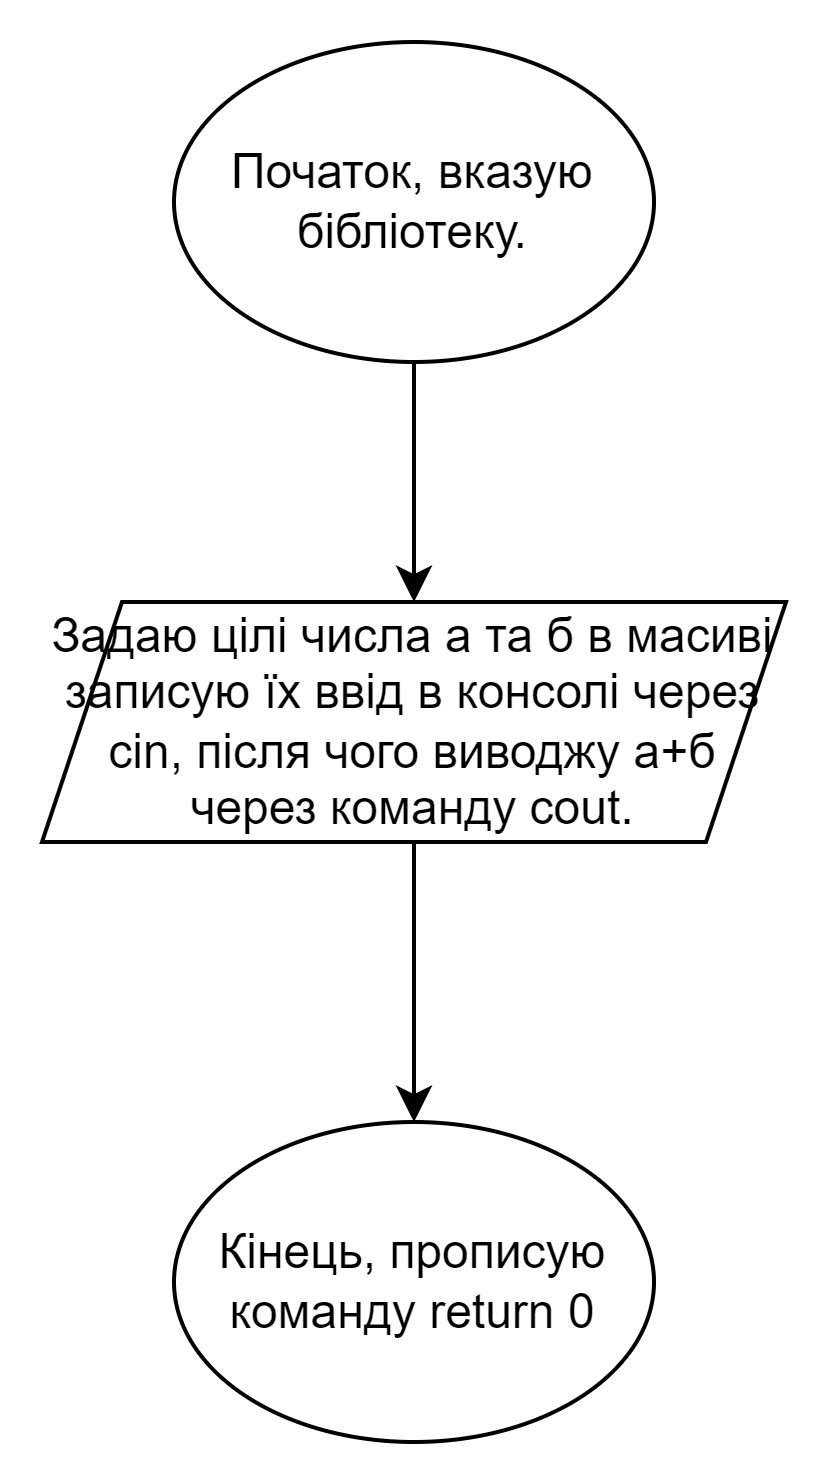 Початок, вказую
бібліотеку.
Задаю цілі числа а та б в масиві
записую їх ввід в консолі через
cin, після чого виводжу а+б
через команду cout.
Кінець, прописую
команду return 0